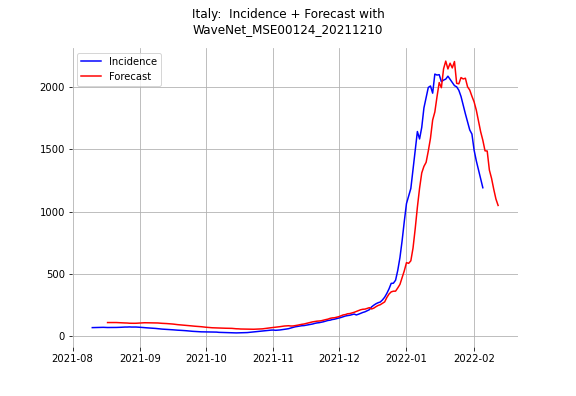 Italy:  Incidence + Forecast with
WaveNet_MSE00124_20211210
Incidence
Forecast
2000
1500
1000
500
0
2021-08 2021-09 2021-10 2021-11 2021-12 2022-01 2022-02